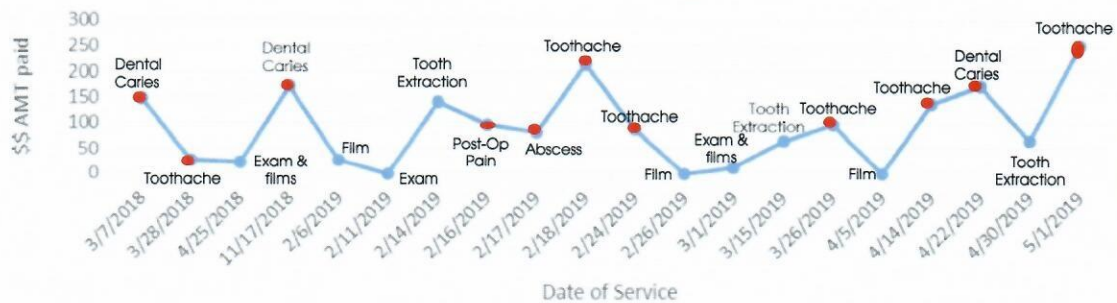 300
250
200
150
100
50
0
$$ AMT paid
Dental
Caries
Toothache
Exam &
films
Dental
Caries
Film
Exam
Tooth
Extraction
Post-Op
Pain
Abscess
Toothache
Toothache
Film
Exam &
films
Tooth
Extraction
Toothache
Film
Toothache
Dental
Caries
Tooth
Extraction
Toothache
3/7/2018
3/28/2018
4/25/2018
11/17/2018
2/6/2019
2/11/2019
2/14/2019
2/16/2019
2/17/2019
2/18/2019
2/24/2019
2/26/2019
3/1/2019
3/15/2019
3/26/2019
4/5/2019
4/14/2019
4/22/2019
4/30/2019
5/1/2019
Date of Service